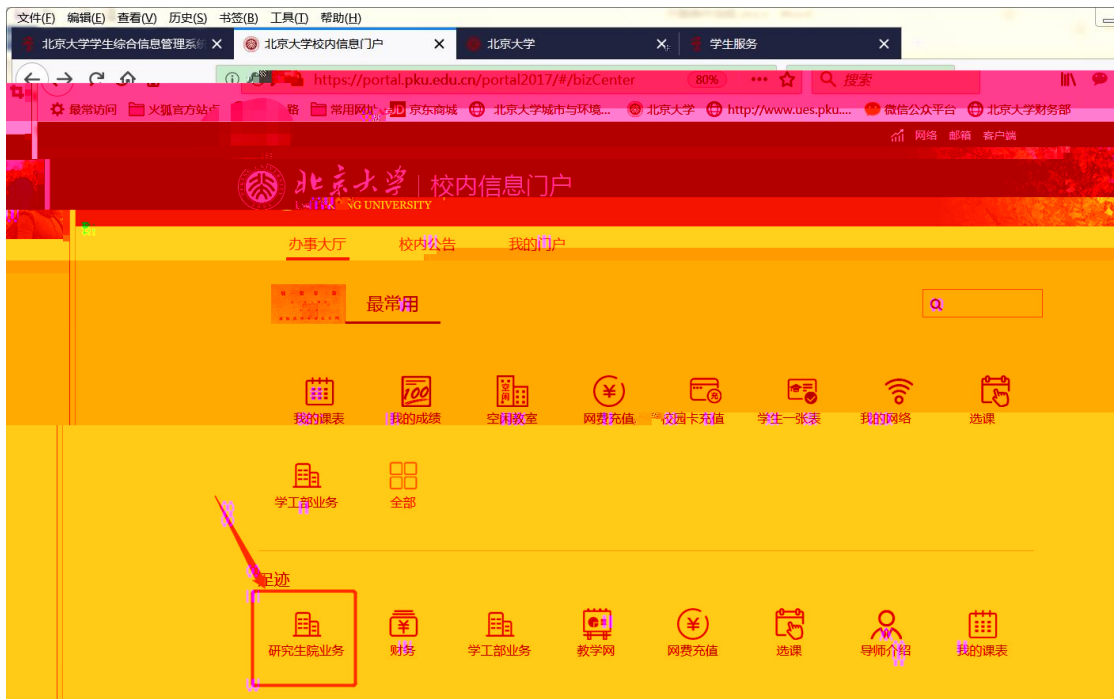 文件(F) 编辑(E) 查看(V) 历史(S) 书签(B) 工具(T) 帮助(H)
北京大学学生综合信息管理系统 北京大学校内信息门户 北京大学 学生服务
https://portal.pku.edu.cn/portal2017/#/bizCenter 80% 搜索
最常访问 火狐官方站点 常用网址 JD 京东商城 北京大学城市与环境... 北京大学 http://www.ues.pku.... 微信公众平台 北京大学财务部
网络 邮箱 客户端
北京大学 | 校内信息门户
NG UNIVERSITY
办事大厅 校内公告 我的门户
最常用
我的课表 我的成绩 空闲教室 网费充值 校园卡充值 学生一张表 我的网络 选课
学工部业务 全部
足迹
研究生院业务 财务 学工部业务 教学网 网费充值 选课 导师介绍 我的课表